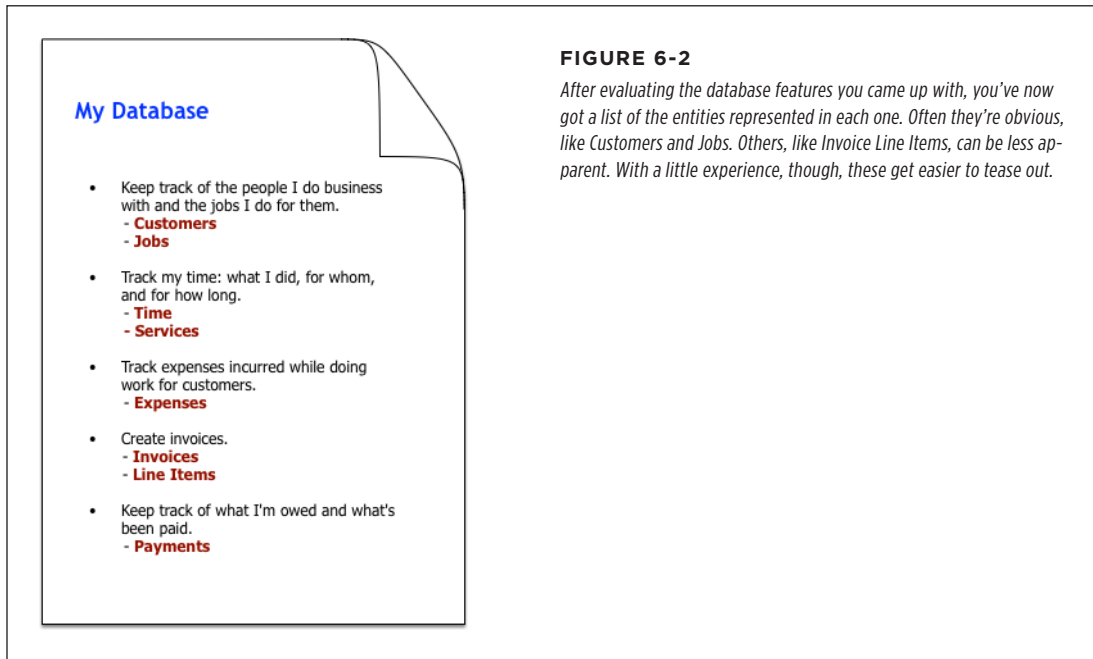 My Database
• Keep track of the people I do business
with and the jobs I do for them.
- Customers
- Jobs
• Track my time: what I did, for whom,
and for how long.
- Time
- Services
• Track expenses incurred while doing
work for customers.
- Expenses
• Create invoices.
- Invoices
- Line Items
• Keep track of what I'm owed and what's
been paid.
- Payments
FIGURE 6-2
After evaluating the database features you came up with, you’ve now
got a list of the entities represented in each one. Often they’re obvious,
like Customers and Jobs. Others, like Invoice Line Items, can be less ap-
parent. With a little experience, though, these get easier to tease out.